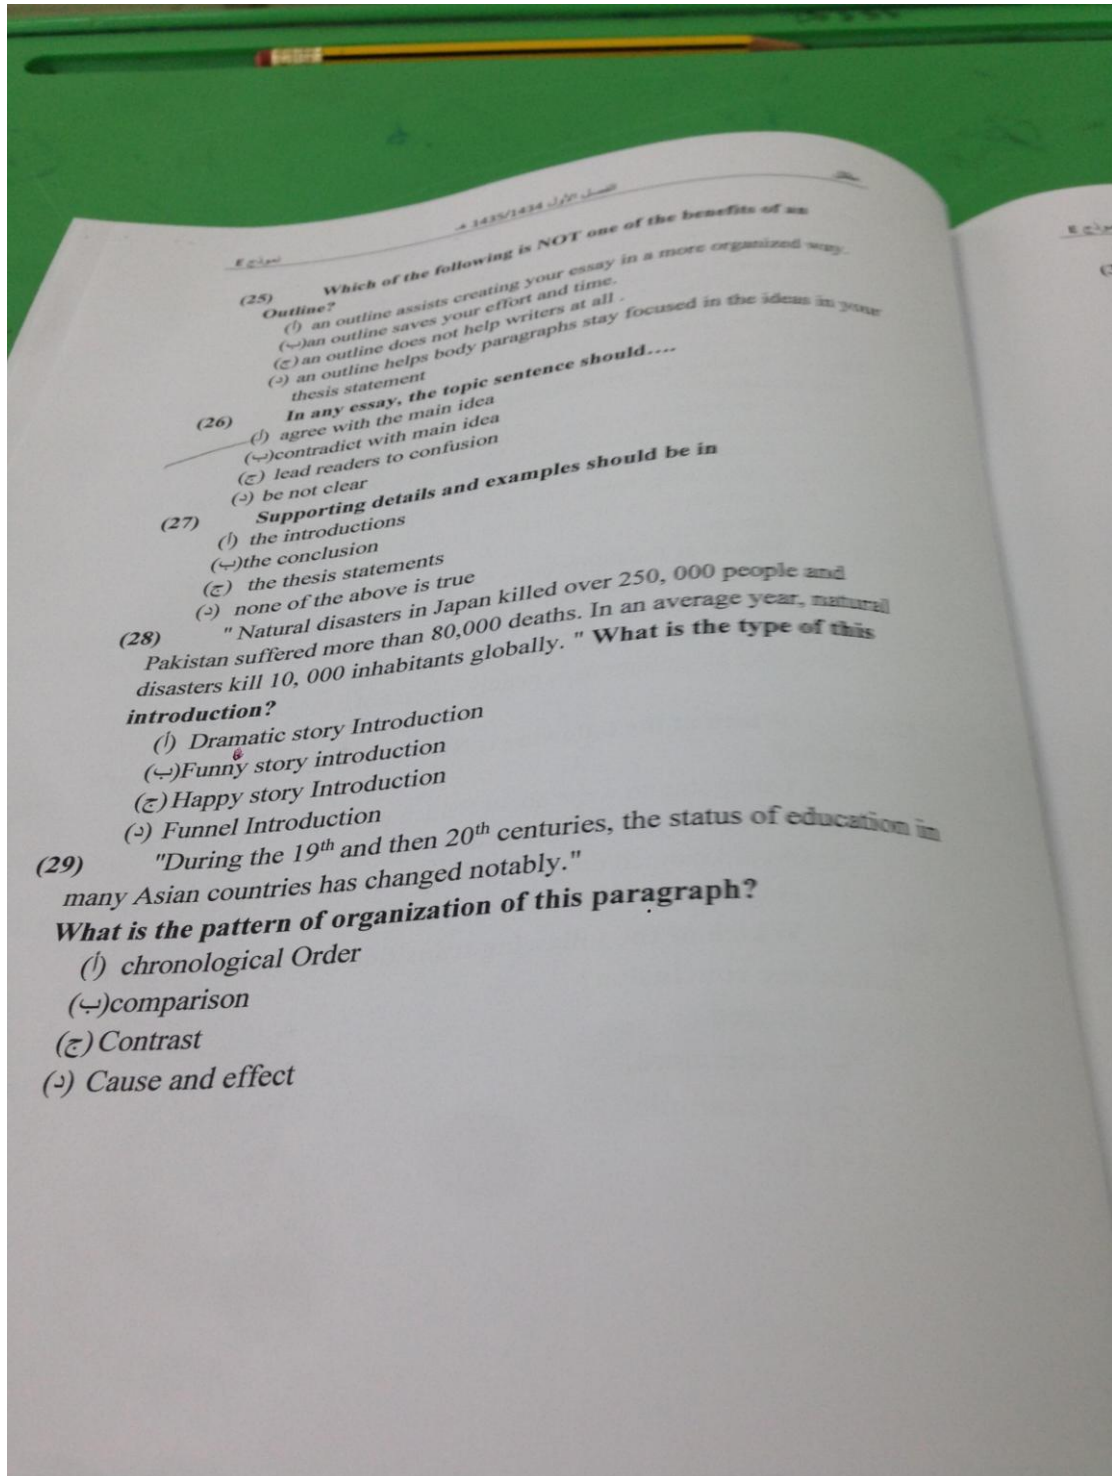 الفصل الأول 1435/1434 هـ
نموذج E
(25) Which of the following is NOT one of the benefits of an
Outline?
(أ) an outline assists creating your essay in a more organized way.
(ب)an outline saves your effort and time.
(ج) an outline does not help writers at all .
(د) an outline helps body paragraphs stay focused in the ideas in your
thesis statement
(26) In any essay, the topic sentence should....
(أ) agree with the main idea
(ب)contradict with main idea
(ج) lead readers to confusion
(د) be not clear
(27) Supporting details and examples should be in
(أ) the introductions
(ب)the conclusion
(ج) the thesis statements
(د) none of the above is true
(28) " Natural disasters in Japan killed over 250, 000 people and
Pakistan suffered more than 80,000 deaths. In an average year, natural
disasters kill 10, 000 inhabitants globally. " What is the type of this
introduction?
(أ) Dramatic story Introduction
(ب)Funny story introduction
(ج) Happy story Introduction
(د) Funnel Introduction
(29) "During the 19th and then 20th centuries, the status of education in
many Asian countries has changed notably."
What is the pattern of organization of this paragraph?
(أ) chronological Order
(ب)comparison
(ج) Contrast
(د) Cause and effect